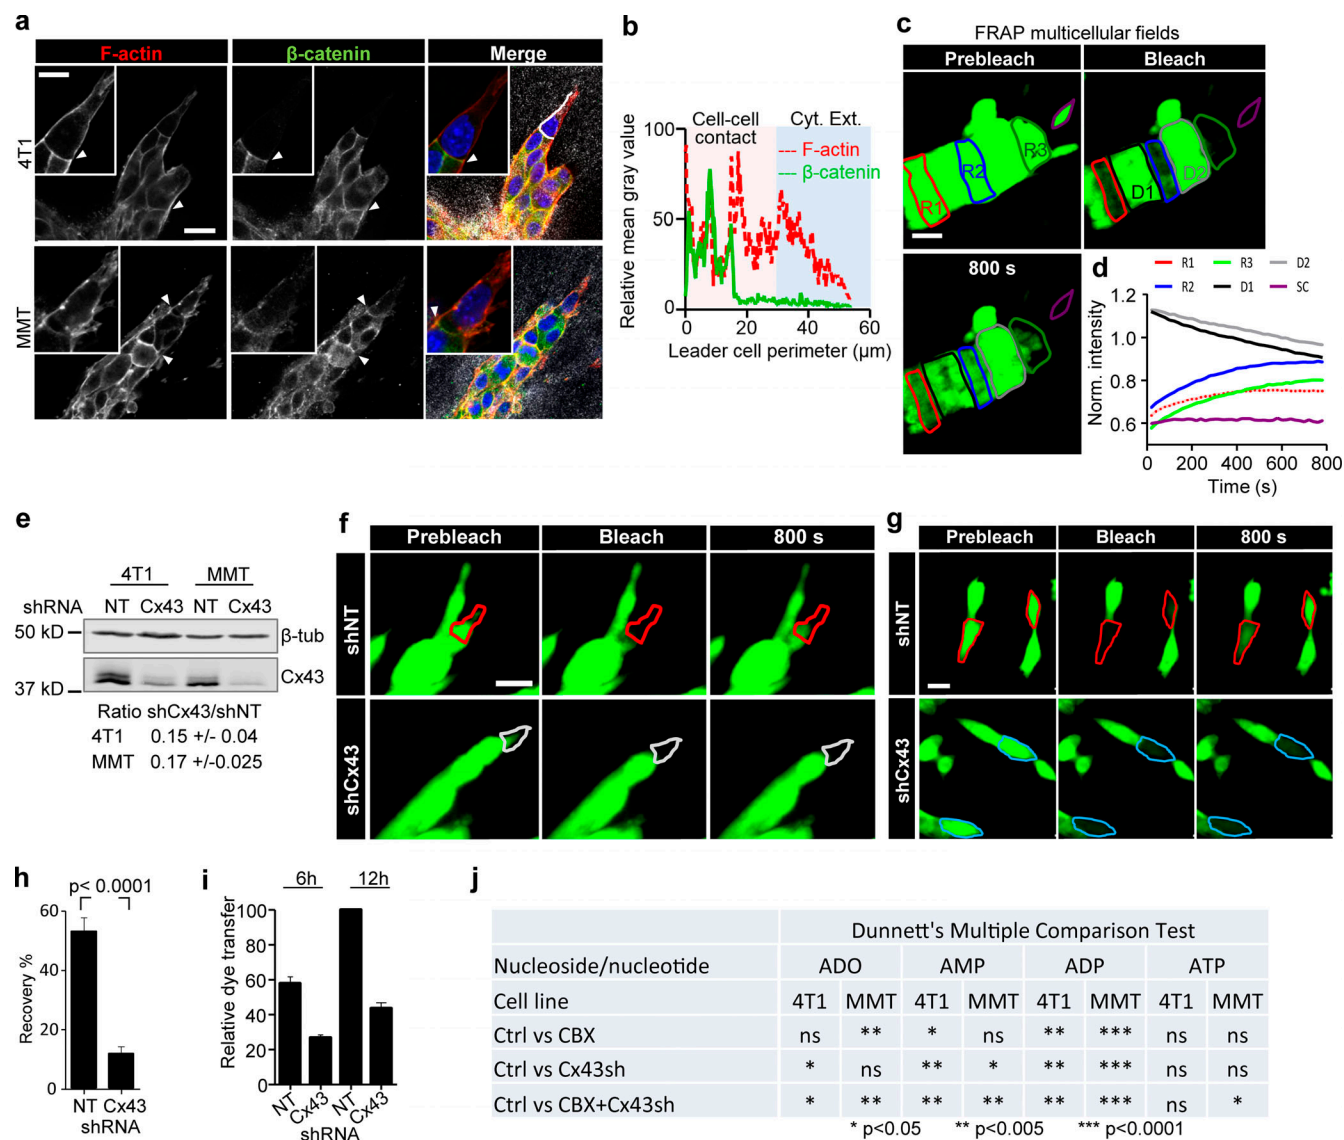 a
F-actin
β-catenin
Merge
4T1
MMT
b
Relative mean gray value
100
50
0
Cell-cell
contact
Cyt. Ext.
F-actin
β-catenin
0 20 40 60
Leader cell perimeter (µm)
c
FRAP multicellular fields
Prebleach
Bleach
R1
R2
R3
D1
D2
800 s
d
R1 R3 D2
R2 D1 SC
Norm. intensity
1.2
1.0
0.8
0.6
200 400 600 800
Time (s)
e
4T1 MMT
shRNA NT Cx43 NT Cx43
50 kD β-tub
37 kD Cx43
Ratio shCx43/shNT
4T1 0.15 +/- 0.04
MMT 0.17 +/-0.025
f
Prebleach Bleach 800 s
shNT
shCx43
g
Prebleach Bleach 800 s
shNT
shCx43
h
p< 0.0001
Recovery %
60
40
20
0
NT Cx43
shRNA
i
6h 12h
Relative dye transfer
100
80
60
40
20
0
NT Cx43 NT Cx43
shRNA
j
Dunnett's Multiple Comparison Test
Nucleoside/nucleotide ADO AMP ADP ATP
Cell line 4T1 MMT 4T1 MMT 4T1 MMT 4T1 MMT
Ctrl vs CBX ns ** * ns ** *** ns ns
Ctrl vs Cx43sh * ns ** * ** *** ns ns
Ctrl vs CBX+Cx43sh * ** ** ** ** *** ns *
* p<0.05 ** p<0.005 *** p<0.0001